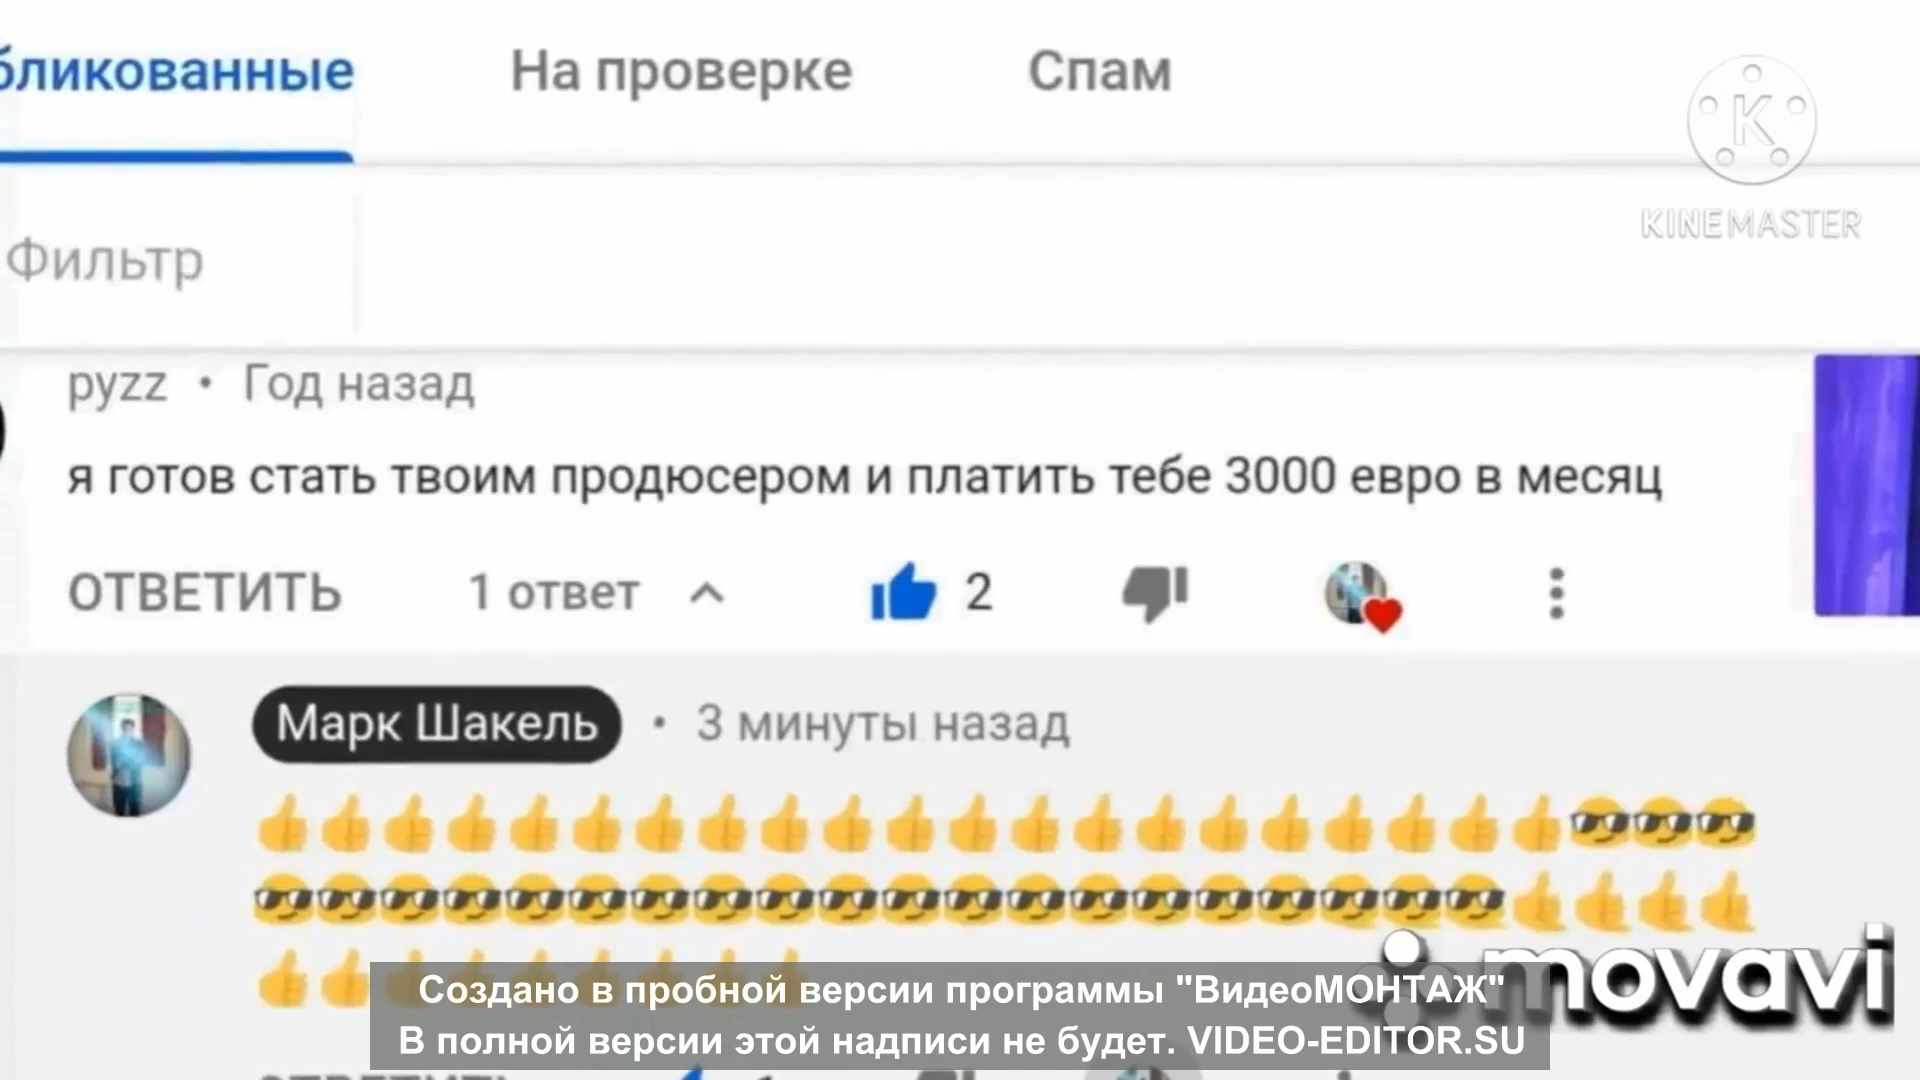 бликованные На проверке Спам
KINEMASTER
Фильтр
pyzz • Год назад
я готов стать твоим продюсером и платить тебе 3000 евро в месяц
ОТВЕТИТЬ 1 ответ 2
Марк Шакель • 3 минуты назад
👍👍👍👍👍👍👍👍👍👍👍👍👍👍👍👍👍👍👍👍👍😎😎😎
😎😎😎😎😎😎😎😎😎😎😎😎😎😎😎😎😎😎😎😎👍👍👍👍
👍👍👍👍👍👍👍👍👍
movavi
Создано в пробной версии программы "ВидеоМОНТАЖ"
В полной версии этой надписи не будет. VIDEO-EDITOR.SU